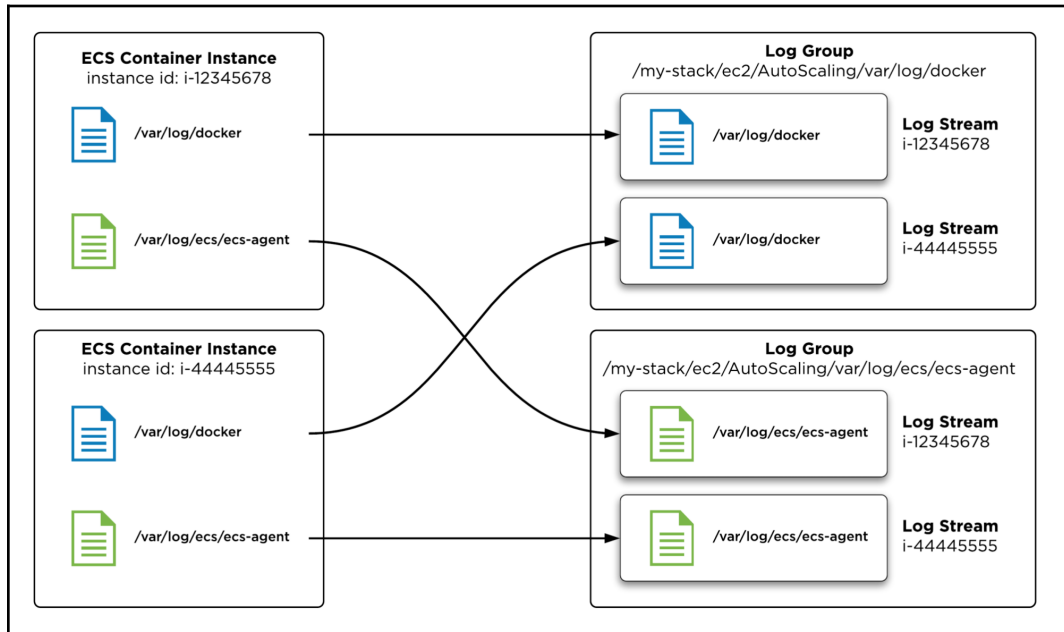 ECS Container Instance
instance id: i-12345678
/var/log/docker
/var/log/ecs/ecs-agent
ECS Container Instance
instance id: i-44445555
/var/log/docker
/var/log/ecs/ecs-agent
Log Group
/my-stack/ec2/AutoScaling/var/log/docker
/var/log/docker
Log Stream
i-12345678
/var/log/docker
Log Stream
i-44445555
Log Group
/my-stack/ec2/AutoScaling/var/log/ecs/ecs-agent
/var/log/ecs/ecs-agent
Log Stream
i-12345678
/var/log/ecs/ecs-agent
Log Stream
i-44445555